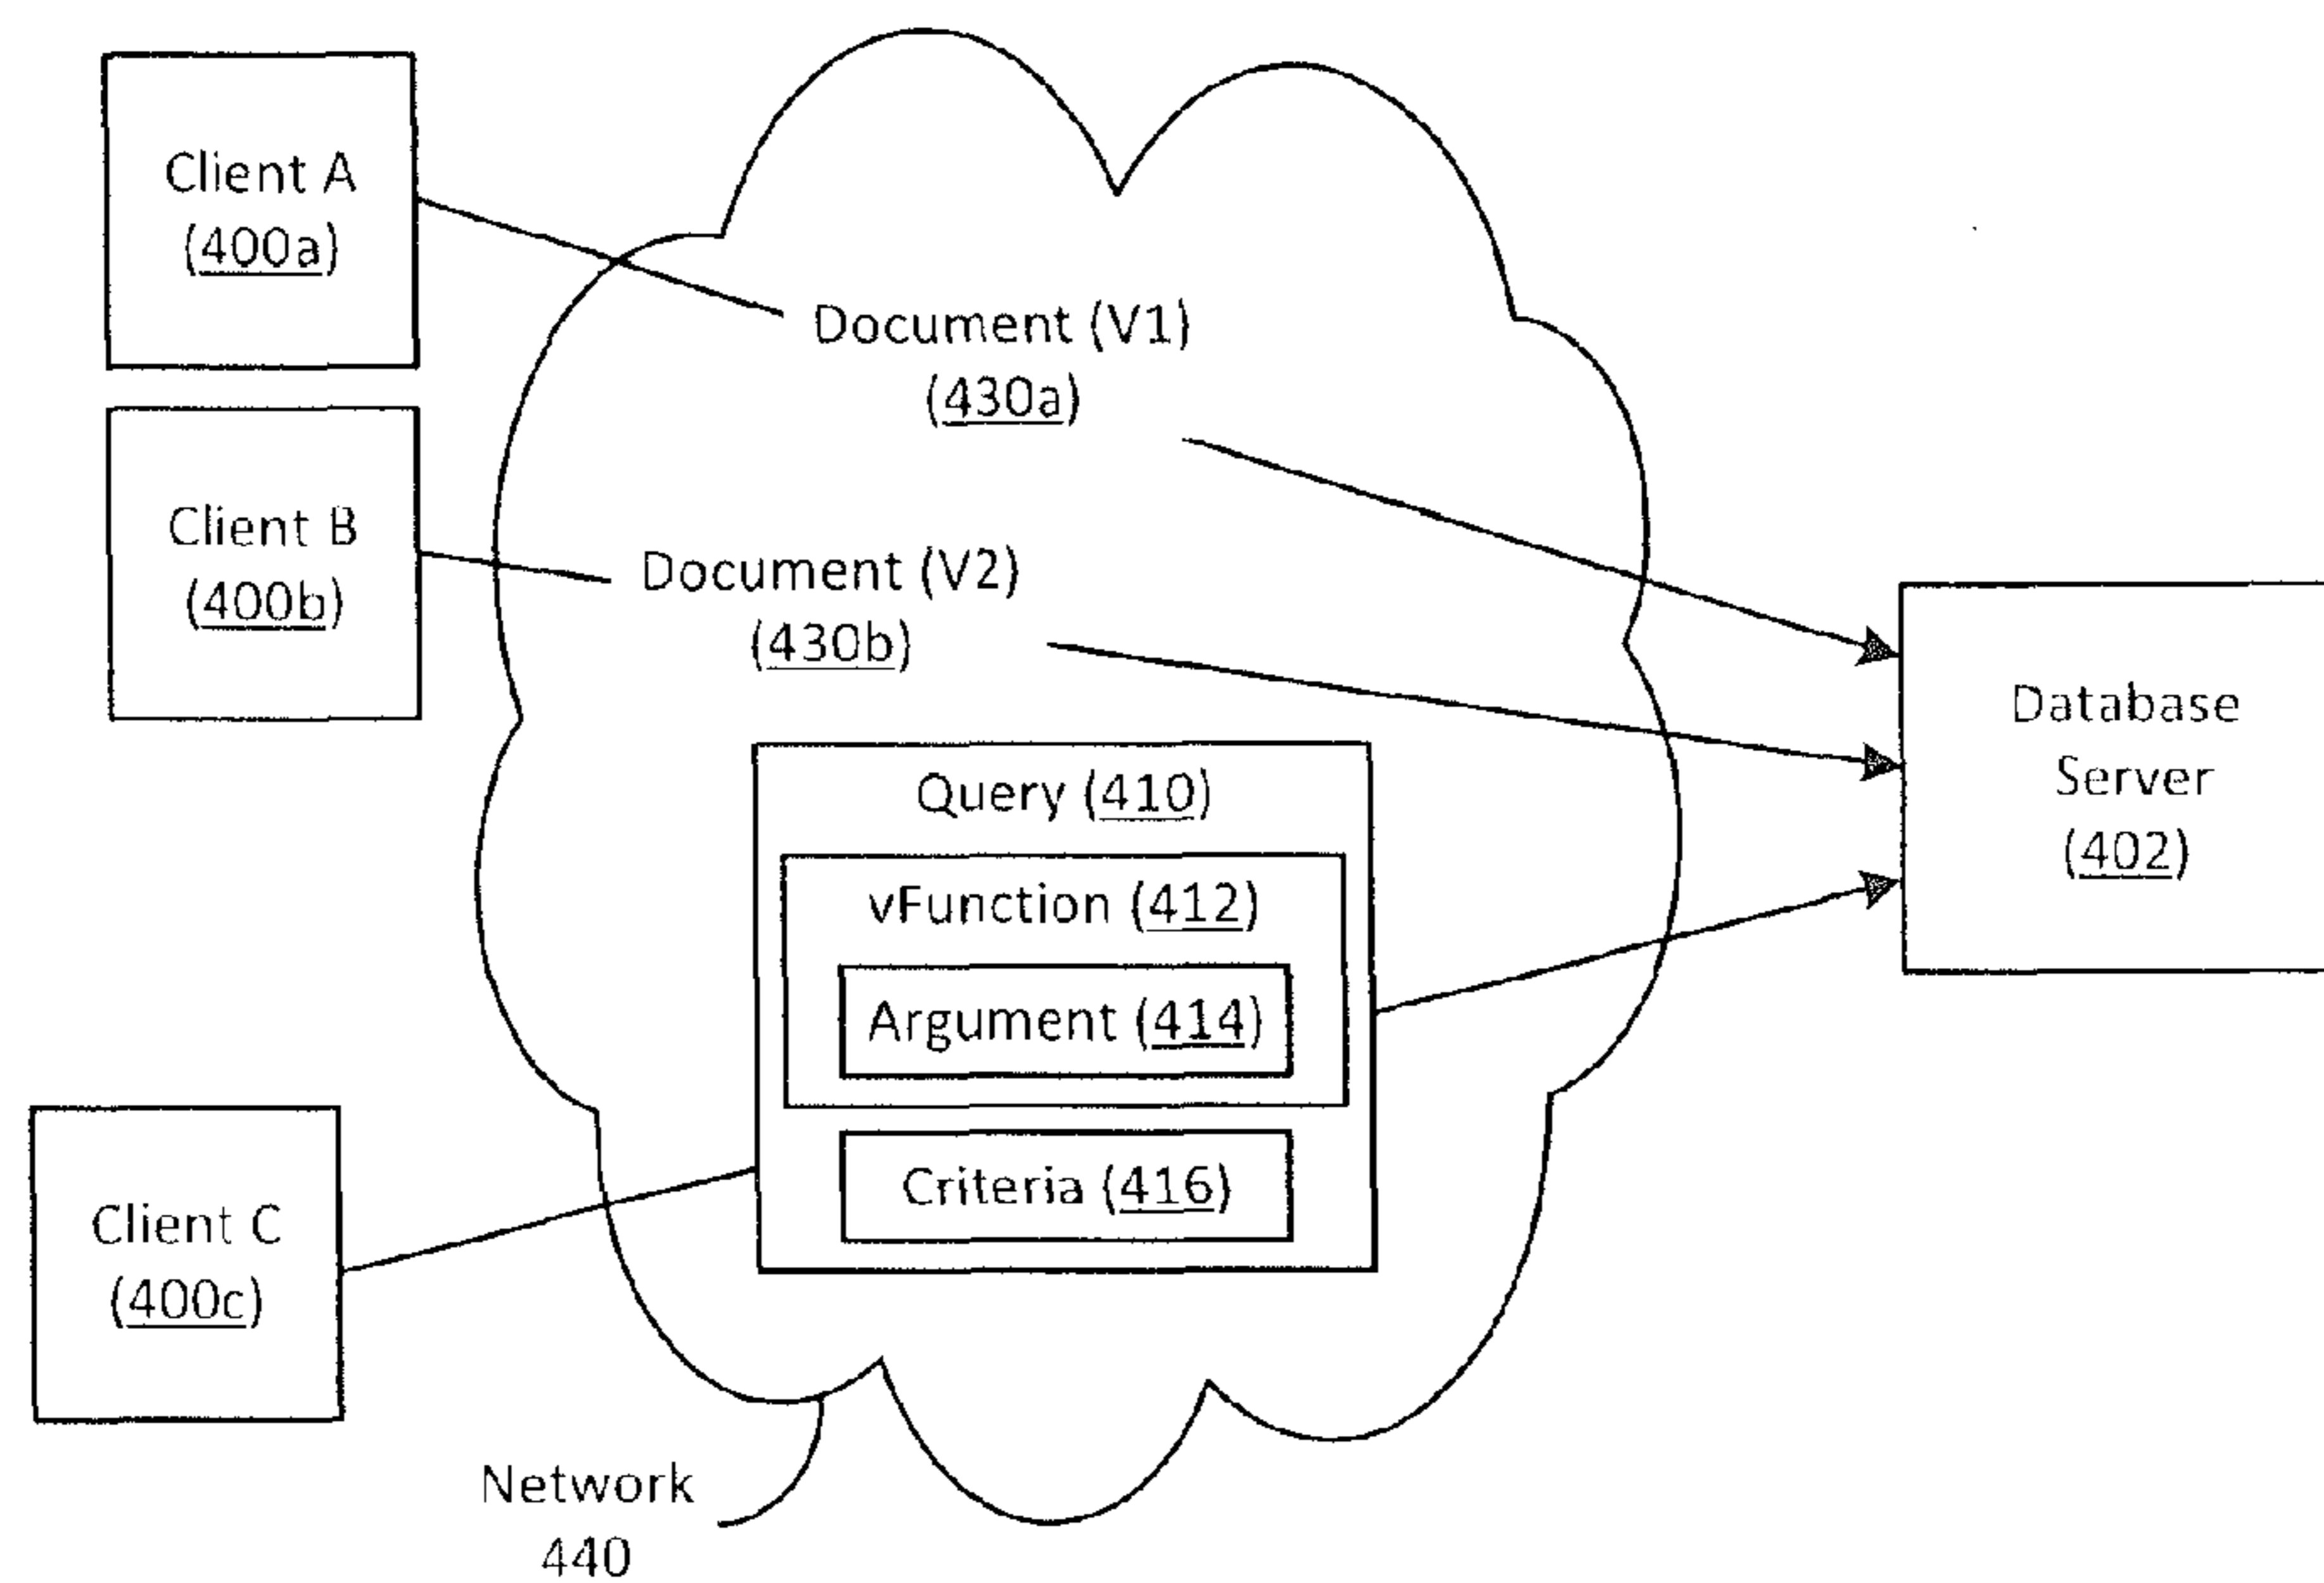 Client A
(400a)
Document (V1)
(430a)
Client B
(400b)
Document (V2)
(430b)
Database
Server
(402)
Query (410)
vFunction (412)
Argument (414)
Criteria (416)
Client C
(400c)
Network
440